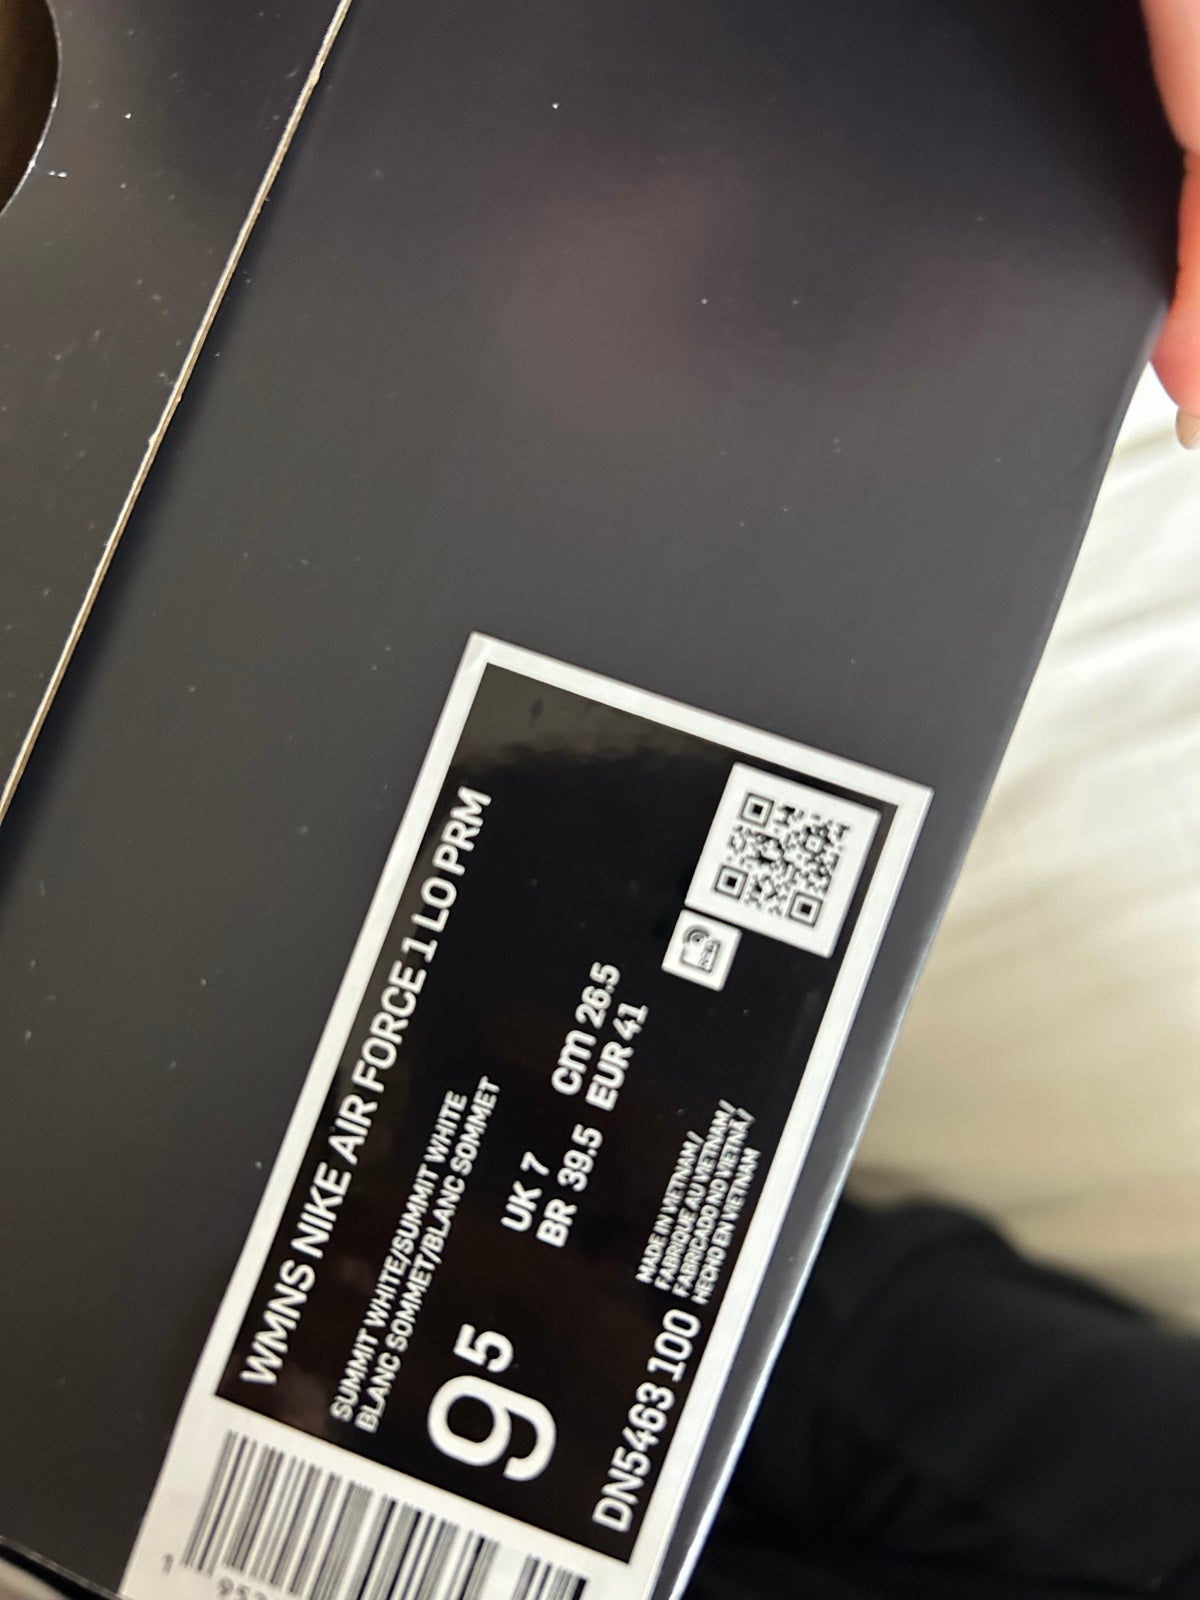 WMNS NIKE AIR FORCE 1 LO PRM
SUMMIT WHITE/SUMMIT WHITE
BLANC SOMMET/BLANC SOMMET
9 5
UK 7
cm 26.5
BR 39.5
EUR 41
MADE IN VIETNAM/
FABRIQUE AU VIETNAM/
FABRICADO NO VIETNÃ/
HECHO EN VIETNAM
DN5463 100
1